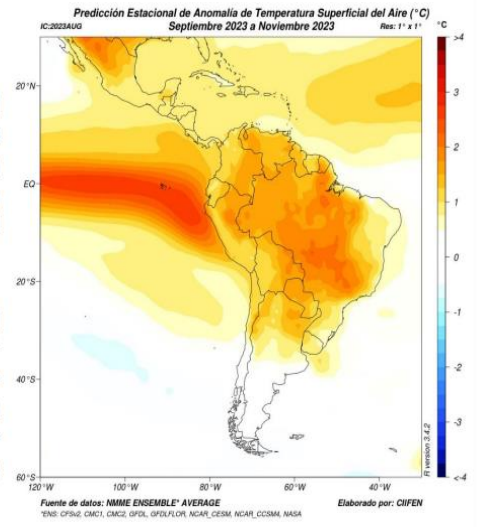 Predicción Estacional de Anomalía de Temperatura Superficial del Aire (°C)
IC:2023AUG Septiembre 2023 a Noviembre 2023 Res: 1° x 1° °C
>4
3
2
1
0
-1
-2
-3
<-4
20°N
EQ
20°S
40°S
60°S
120°W 100°W 80°W 60°W 40°W
R version 3.4.2
Fuente de datos: NMME ENSEMBLE* AVERAGE Elaborado por: CIIFEN
*ENS: CFSv2, CMC1, CMC2, GFDL, GFDLFLOR, NCAR_CESM, NCAR_CCSM4, NASA